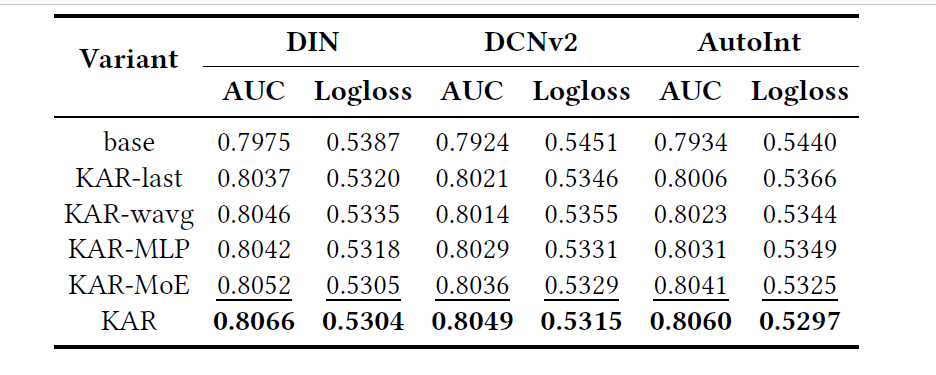 Variant DIN DCNv2 AutoInt
AUC Logloss AUC Logloss AUC Logloss
base 0.7975 0.5387 0.7924 0.5451 0.7934 0.5440
KAR-last 0.8037 0.5320 0.8021 0.5346 0.8006 0.5366
KAR-wavg 0.8046 0.5335 0.8014 0.5355 0.8023 0.5344
KAR-MLP 0.8042 0.5318 0.8029 0.5331 0.8031 0.5349
KAR-MoE 0.8052 0.5305 0.8036 0.5329 0.8041 0.5325
KAR 0.8066 0.5304 0.8049 0.5315 0.8060 0.5297